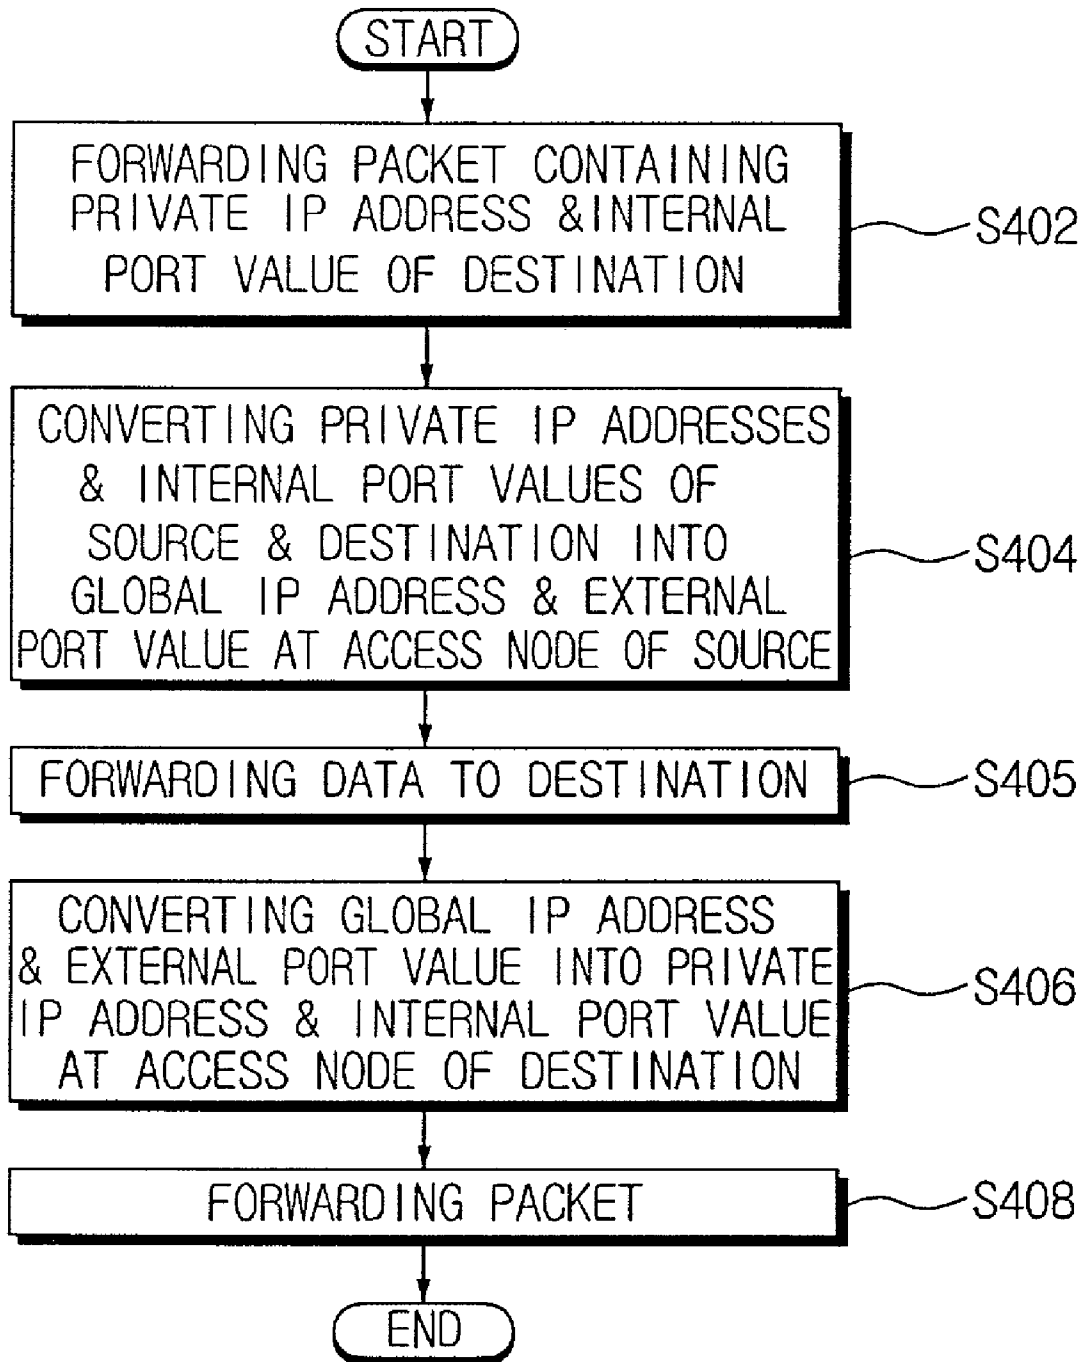 START
FORWARDING PACKET CONTAINING
PRIVATE IP ADDRESS &INTERNAL
PORT VALUE OF DESTINATION
S402
CONVERTING PRIVATE IP ADDRESSES
& INTERNAL PORT VALUES OF
SOURCE & DESTINATION INTO
GLOBAL IP ADDRESS & EXTERNAL
PORT VALUE AT ACCESS NODE OF SOURCE
S404
FORWARDING DATA TO DESTINATION
S405
CONVERTING GLOBAL IP ADDRESS
& EXTERNAL PORT VALUE INTO PRIVATE
IP ADDRESS & INTERNAL PORT VALUE
AT ACCESS NODE OF DESTINATION
S406
FORWARDING PACKET
S408
END